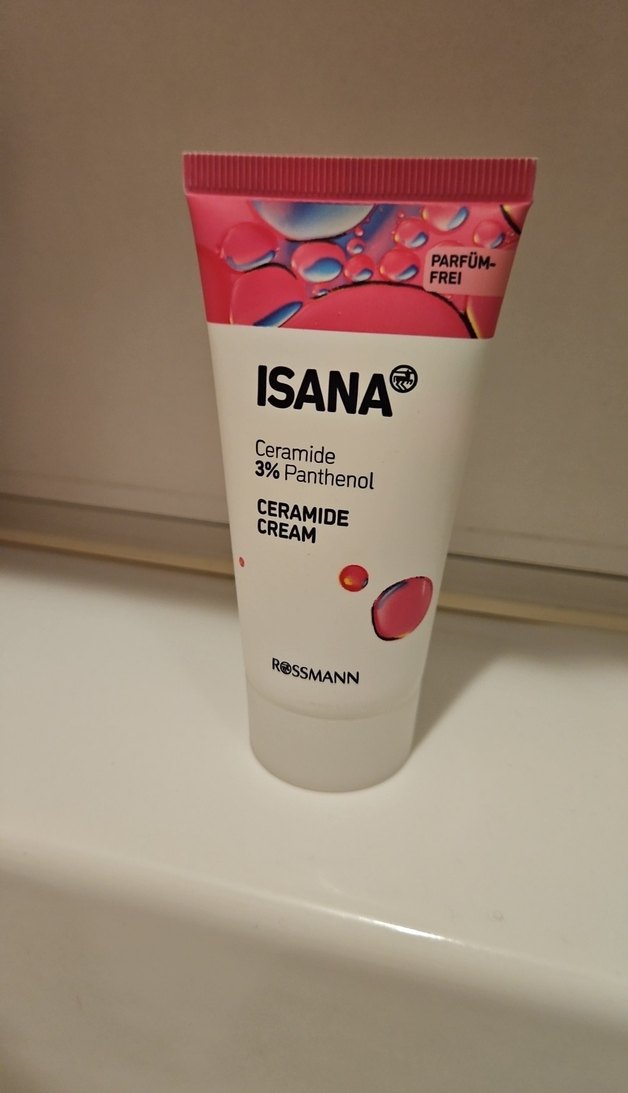 PARFÜM-
FREI
ISANA
Ceramide
3% Panthenol
CERAMIDE
CREAM
ROSSMANN